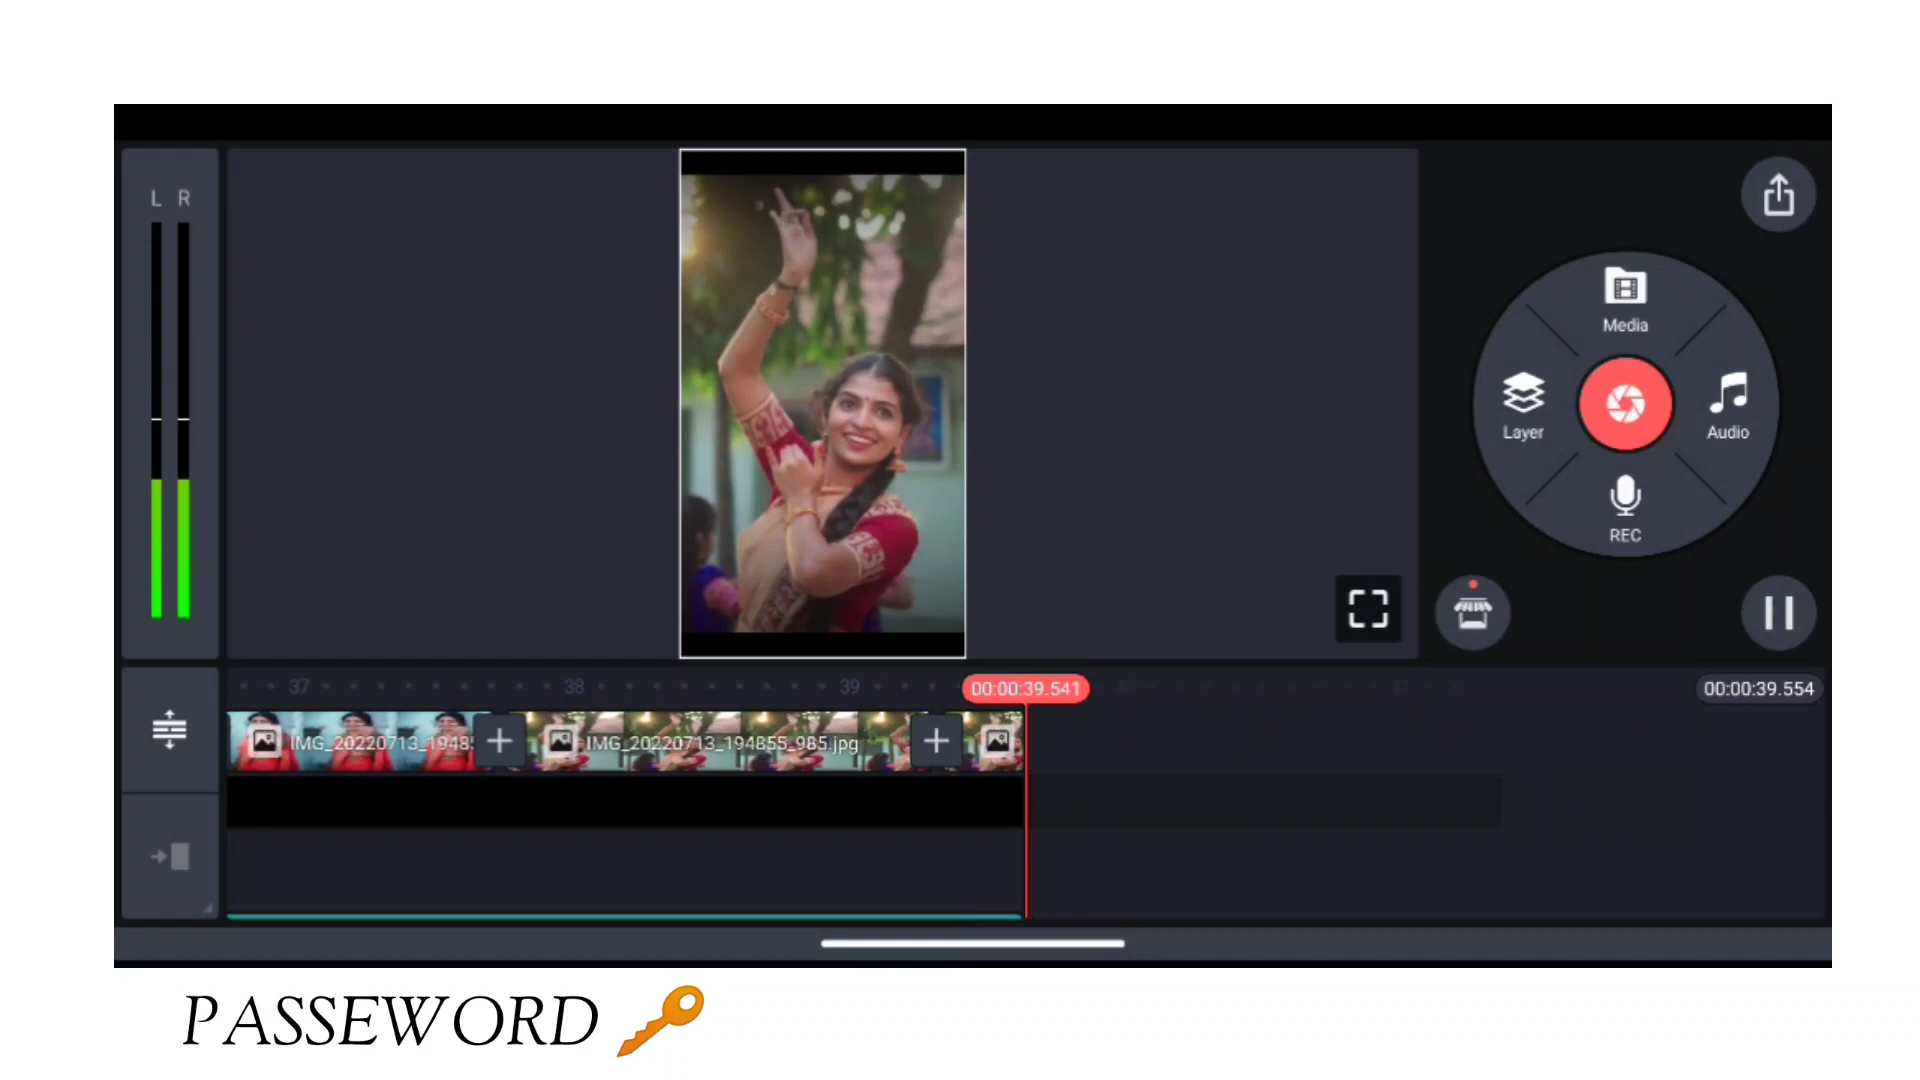 L R
Media
Layer
Audio
REC
37 38 39 00:00:39.541 00:00:39.554
IMG_20220713_1948 IMG_20220713_194855_985.jpg
PASSEWORD